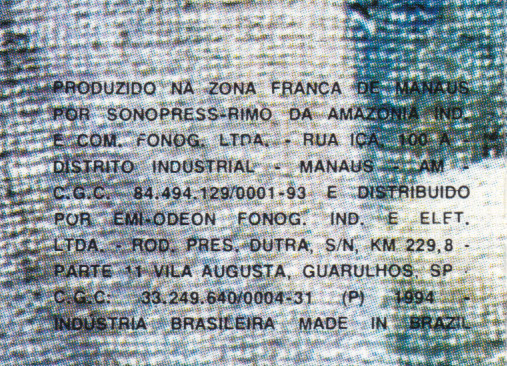 PRODUZIDO NA ZONA FRANCA DE MANAUS
POR SONOPRESS-RIMO DA AMAZONIA IND.
E COM. FONOG. LTDA. - RUA IÇA, 100 A -
DISTRITO INDUSTRIAL - MANAUS - AM -
C.G.C. 84.494.129/0001-93 E DISTRIBUIDO
POR EMI-ODEON FONOG. IND. E ELET.
LTDA. - ROD. PRES. DUTRA, S/N, KM 229,8 -
PARTE 11 VILA AUGUSTA, GUARULHOS, SP -
C.G.C: 33.249.640/0004-31 (P) 1994 -
INDUSTRIA BRASILEIRA MADE IN BRAZIL